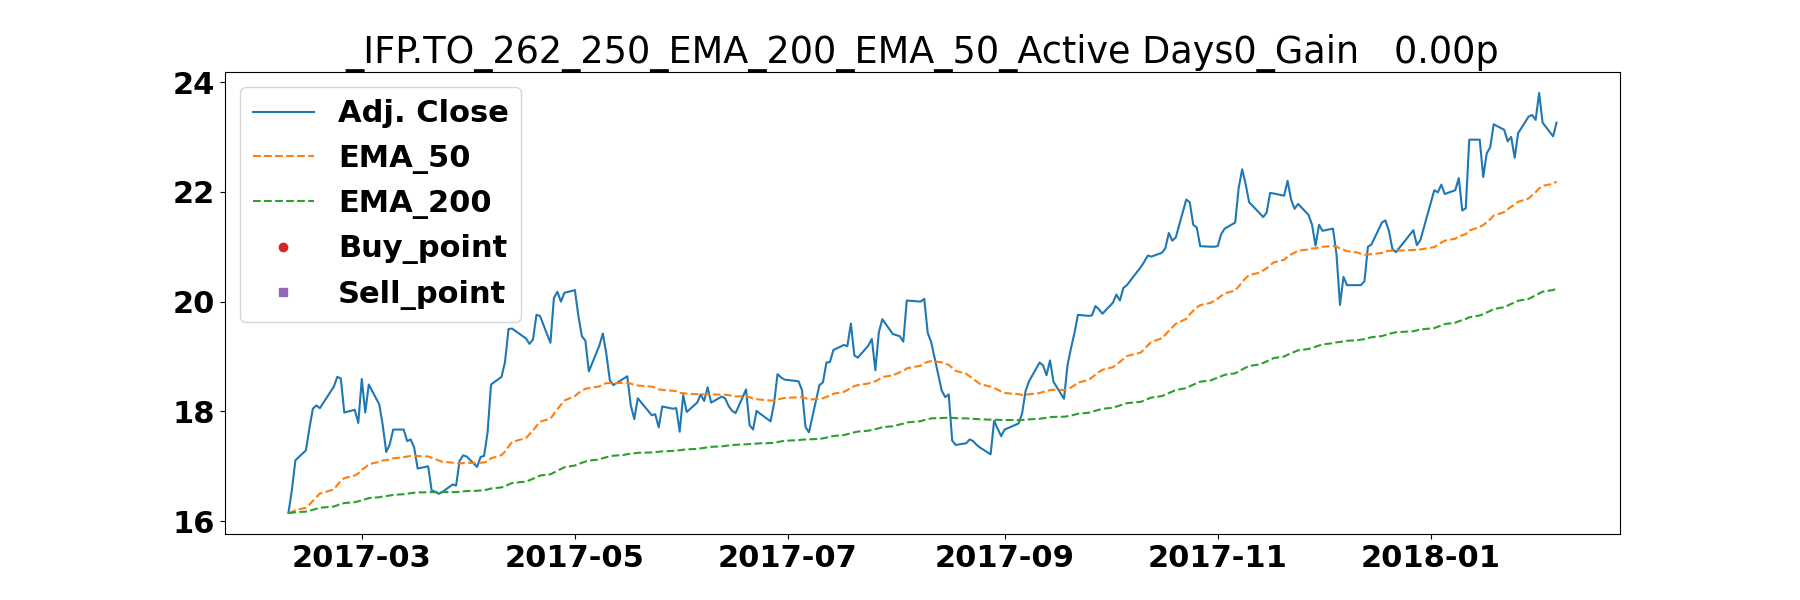 _IFP.TO_262_250_EMA_200_EMA_50_Active Days0_Gain   0.00p
24
22
20
18
16
Adj. Close
EMA_50
EMA_200
Buy_point
Sell_point
2017-03 2017-05 2017-07 2017-09 2017-11 2018-01